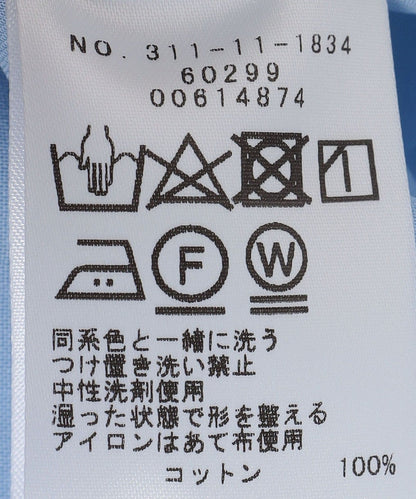 NO. 311-11-1834
60299
00614874
F W
同系色と一緒に洗う
つけ置き洗い禁止
中性洗剤使用
湿った状態で形を整える
アイロンはあて布使用
コットン 100%